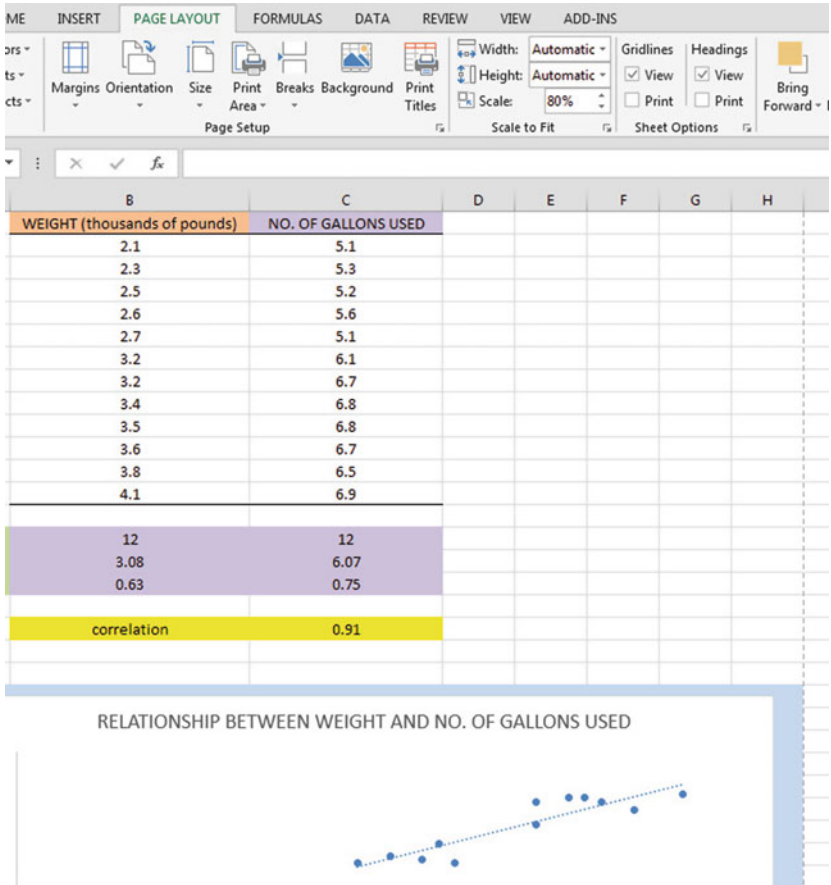 ME INSERT PAGE LAYOUT FORMULAS DATA REVIEW VIEW ADD-INS
Width: Automatic Gridlines Headings
Height: Automatic View View
Margins Orientation Size Print Area Breaks Background Print Titles
Scale: 80% Print Print Bring Forward
Page Setup Scale to Fit Sheet Options
fx
B C D E F G H
WEIGHT (thousands of pounds) NO. OF GALLONS USED
2.1 5.1
2.3 5.3
2.5 5.2
2.6 5.6
2.7 5.1
3.2 6.1
3.2 6.7
3.4 6.8
3.5 6.8
3.6 6.7
3.8 6.5
4.1 6.9
12 12
3.08 6.07
0.63 0.75
correlation 0.91
RELATIONSHIP BETWEEN WEIGHT AND NO. OF GALLONS USED